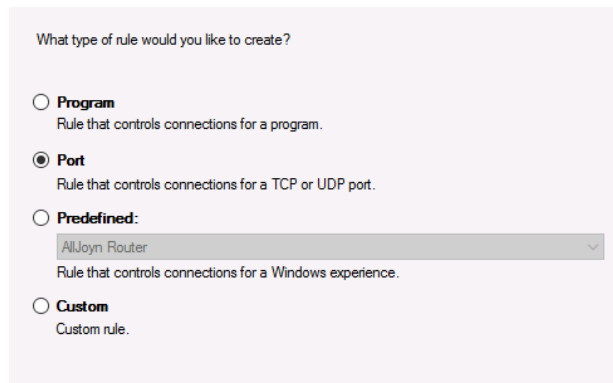 What type of rule would you like to create?
Program
Rule that controls connections for a program.
Port
Rule that controls connections for a TCP or UDP port.
Predefined:
AllJoyn Router
Rule that controls connections for a Windows experience.
Custom
Custom rule.